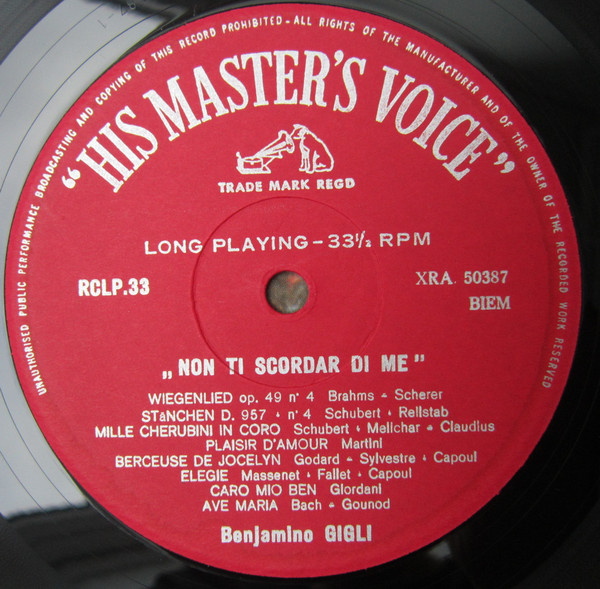 UNAUTHORISED PUBLIC PERFORMANCE BROADCASTING AND COPYING OF THIS RECORD PROHIBITED - ALL RIGHTS OF THE MANUFACTURER AND OF THE OWNER OF THE RECORDED WORK RESERVED
"HIS MASTER'S VOICE"
TRADE MARK REGD
LONG PLAYING - 33 1/2 RPM
RCLP.33
XRA. 50387
BIEM
„NON TI SCORDAR DI ME"
WIEGENLIED op. 49 n° 4 Brahms - Scherer
STäNCHEN D. 957 - n° 4 Schubert - Rellstab
MILLE CHERUBINI IN CORO Schubert - Malichar - Claudius
PLAISIR D'AMOUR Martini
BERCEUSE DE JOCELYN Godard - Sylvestre - Capoul
ELEGIE Massenet - Fallet - Capoul
CARO MIO BEN Giordani
AVE MARIA Bach - Gounod
Benjamino GIGLI